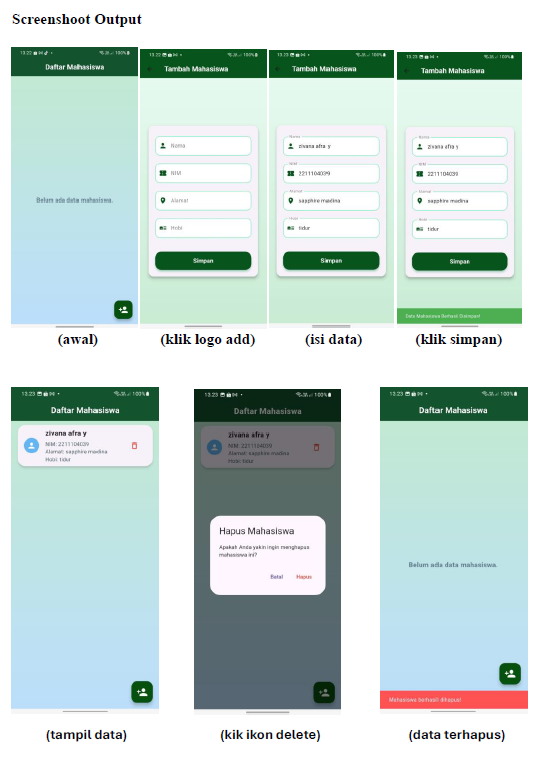 Screenshoot Output
13.22
100%
Daftar Mahasiswa
Belum ada data mahasiswa.
(awal)
13.22
100%
Tambah Mahasiswa
Nama
NIM
Alamat
Hobi
Simpan
(klik logo add)
13.23
100%
Tambah Mahasiswa
Nama
zivana afra y
NIM
2211104039
Alamat
sapphire madina
Hobi
tidur
Simpan
(isi data)
13.23
100%
Tambah Mahasiswa
Nama
zivana afra y
NIM
2211104039
Alamat
sapphire madina
Hobi
tidur
Simpan
Data Mahasiswa Berhasil Disimpan!
(klik simpan)
13.23
100%
Daftar Mahasiswa
zivana afra y
NIM: 2211104039
Alamat: sapphire madina
Hobi: tidur
(tampil data)
13.23
100%
Daftar Mahasiswa
zivana afra y
NIM: 2211104039
Alamat: sapphire madina
Hobi: tidur
Hapus Mahasiswa
Apakah Anda yakin ingin menghapus
mahasiswa ini?
Batal Hapus
(kik ikon delete)
13.23
100%
Daftar Mahasiswa
Belum ada data mahasiswa.
Mahasiswa berhasil dihapus!
(data terhapus)